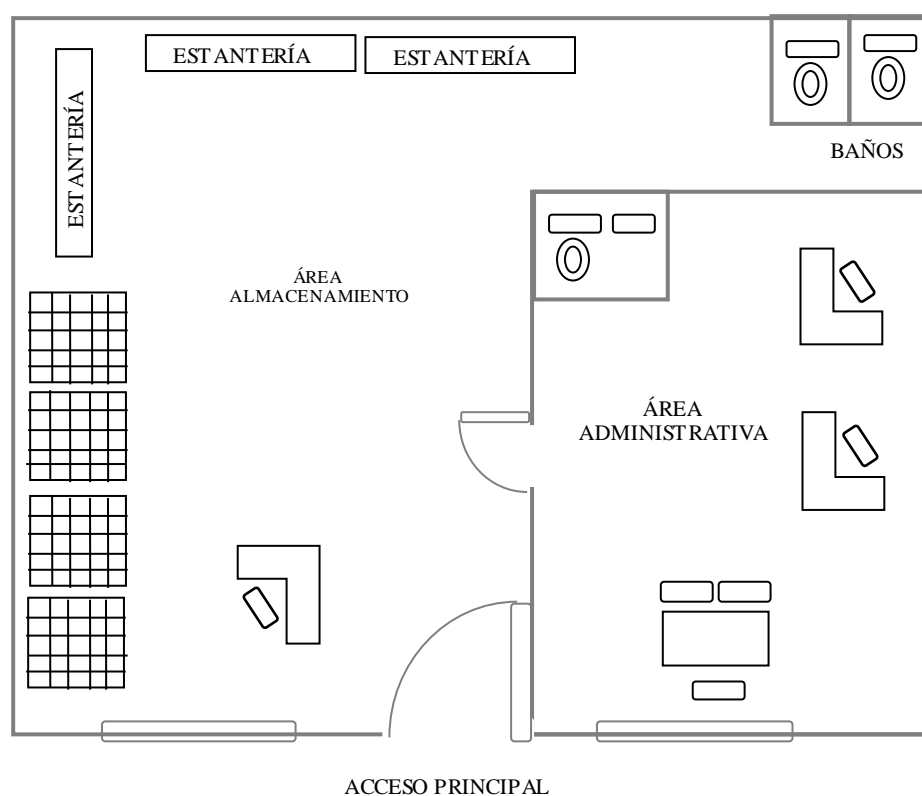 ESTANTERÍA
ESTANTERÍA
ESTANTERÍA
BAÑOS
ÁREA
ALMACENAMIENTO
ÁREA
ADMINISTRATIVA
ACCESO PRINCIPAL